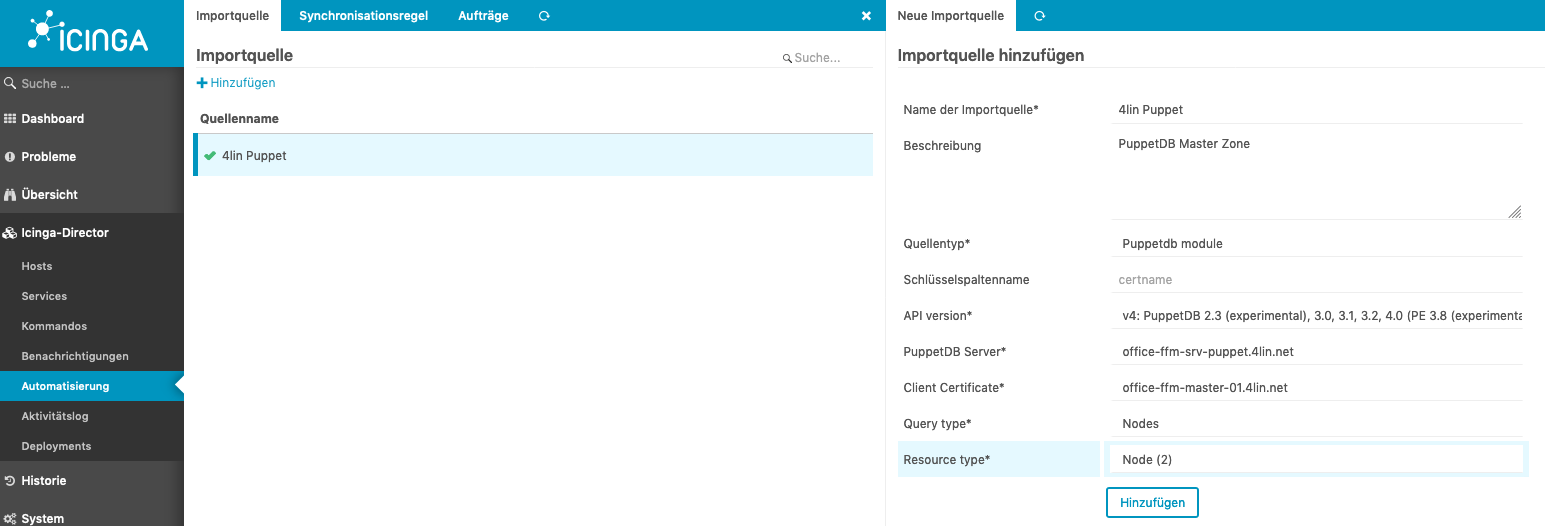 icinga
Suche ...
Dashboard
Probleme
Übersicht
Icinga-Director
Hosts
Services
Kommandos
Benachrichtigungen
Automatisierung
Aktivitätslog
Deployments
Historie
System
Importquelle Synchronisationsregel Aufträge
Importquelle
Suche...
Hinzufügen
Quellenname
4lin Puppet
Neue Importquelle
Importquelle hinzufügen
Name der Importquelle* 4lin Puppet
Beschreibung PuppetDB Master Zone
Quellentyp* Puppetdb module
Schlüsselspaltenname certname
API version* v4: PuppetDB 2.3 (experimental), 3.0, 3.1, 3.2, 4.0 (PE 3.8 (experimenta
PuppetDB Server* office-ffm-srv-puppet.4lin.net
Client Certificate* office-ffm-master-01.4lin.net
Query type* Nodes
Resource type* Node (2)
Hinzufügen